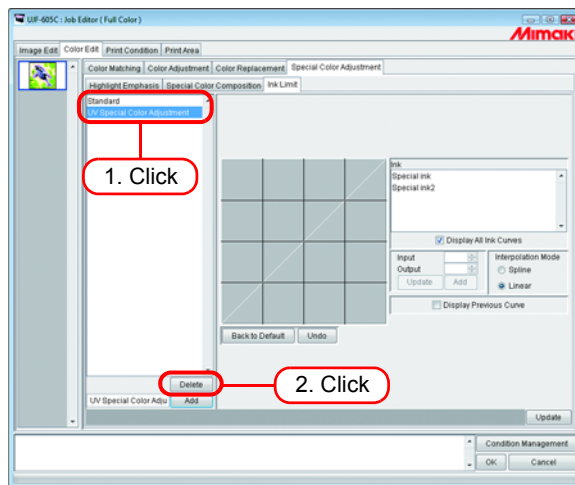 UJF-605C : Job Editor ( Full Color )
Mimaki
Image Edit Color Edit Print Condition Print Area
Color Matching Color Adjustment Color Replacement Special Color Adjustment
Highlight Emphasis Special Color Composition Ink Limit
Standard
UV Special Color Adjustment
1. Click
Ink
Special ink
Special ink2
Display All Ink Curves
Input
Output
Update Add
Interpolation Mode
Spline
Linear
Display Previous Curve
Back to Default Undo
Delete
2. Click
UV Special Color Adju Add
Update
Condition Management
OK Cancel